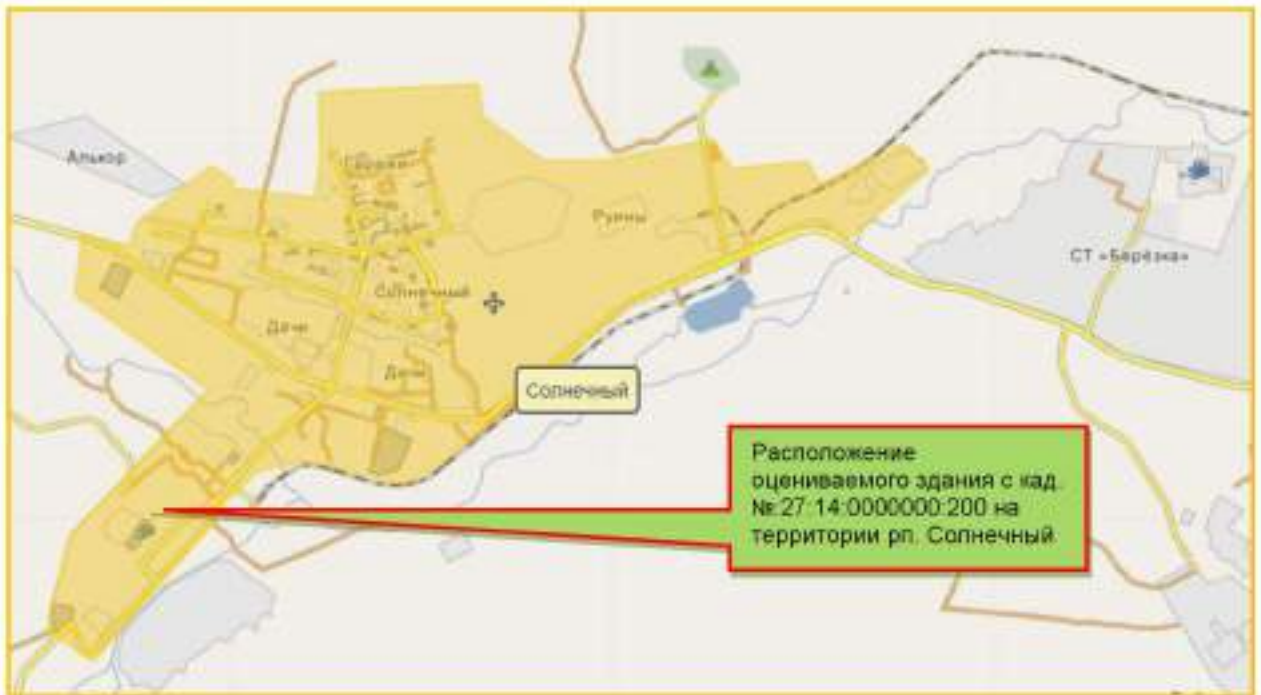 Алькор
Гаражи
Руины
СТ «Берёзка»
Солнечный
Дачи
Дачи
Солнечный
Расположение
оцениваемого здания с кад.
№:27:14:0000000:200 на
территории рп. Солнечный